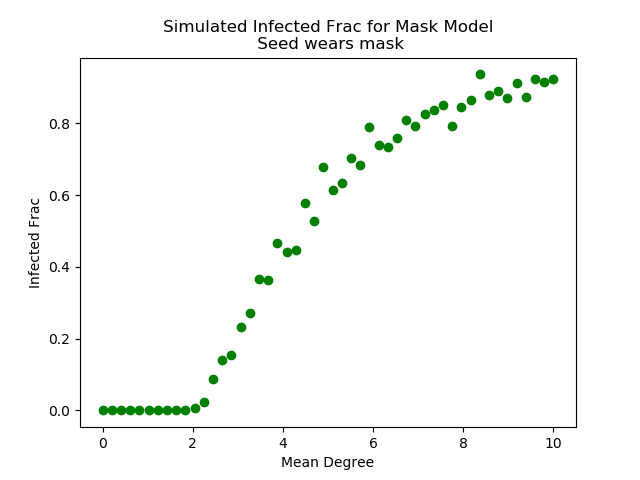 Simulated Infected Frac for Mask Model
Seed wears mask
0.8
0.6
0.4
0.2
0.0
Infected Frac
0 2 4 6 8 10
Mean Degree